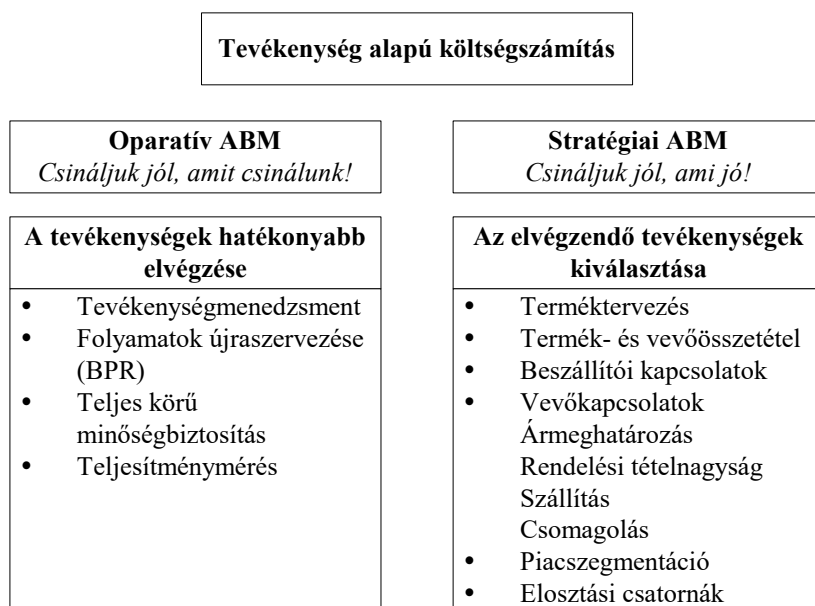 Tevékenység alapú költségszámítás
Oparatív ABM
Csináljuk jól, amit csinálunk!
A tevékenységek hatékonyabb
elvégzése
• Tevékenységmenedzsment
• Folyamatok újraszervezése
(BPR)
• Teljes körű
minőségbiztosítás
• Teljesítménymérés
Stratégiai ABM
Csináljuk jól, ami jó!
Az elvégzendő tevékenységek
kiválasztása
• Terméktervezés
• Termék- és vevőösszetétel
• Beszállítói kapcsolatok
• Vevőkapcsolatok
Ármeghatározás
Rendelési tételnagyság
Szállítás
Csomagolás
• Piacszegmentáció
• Elosztási csatornák